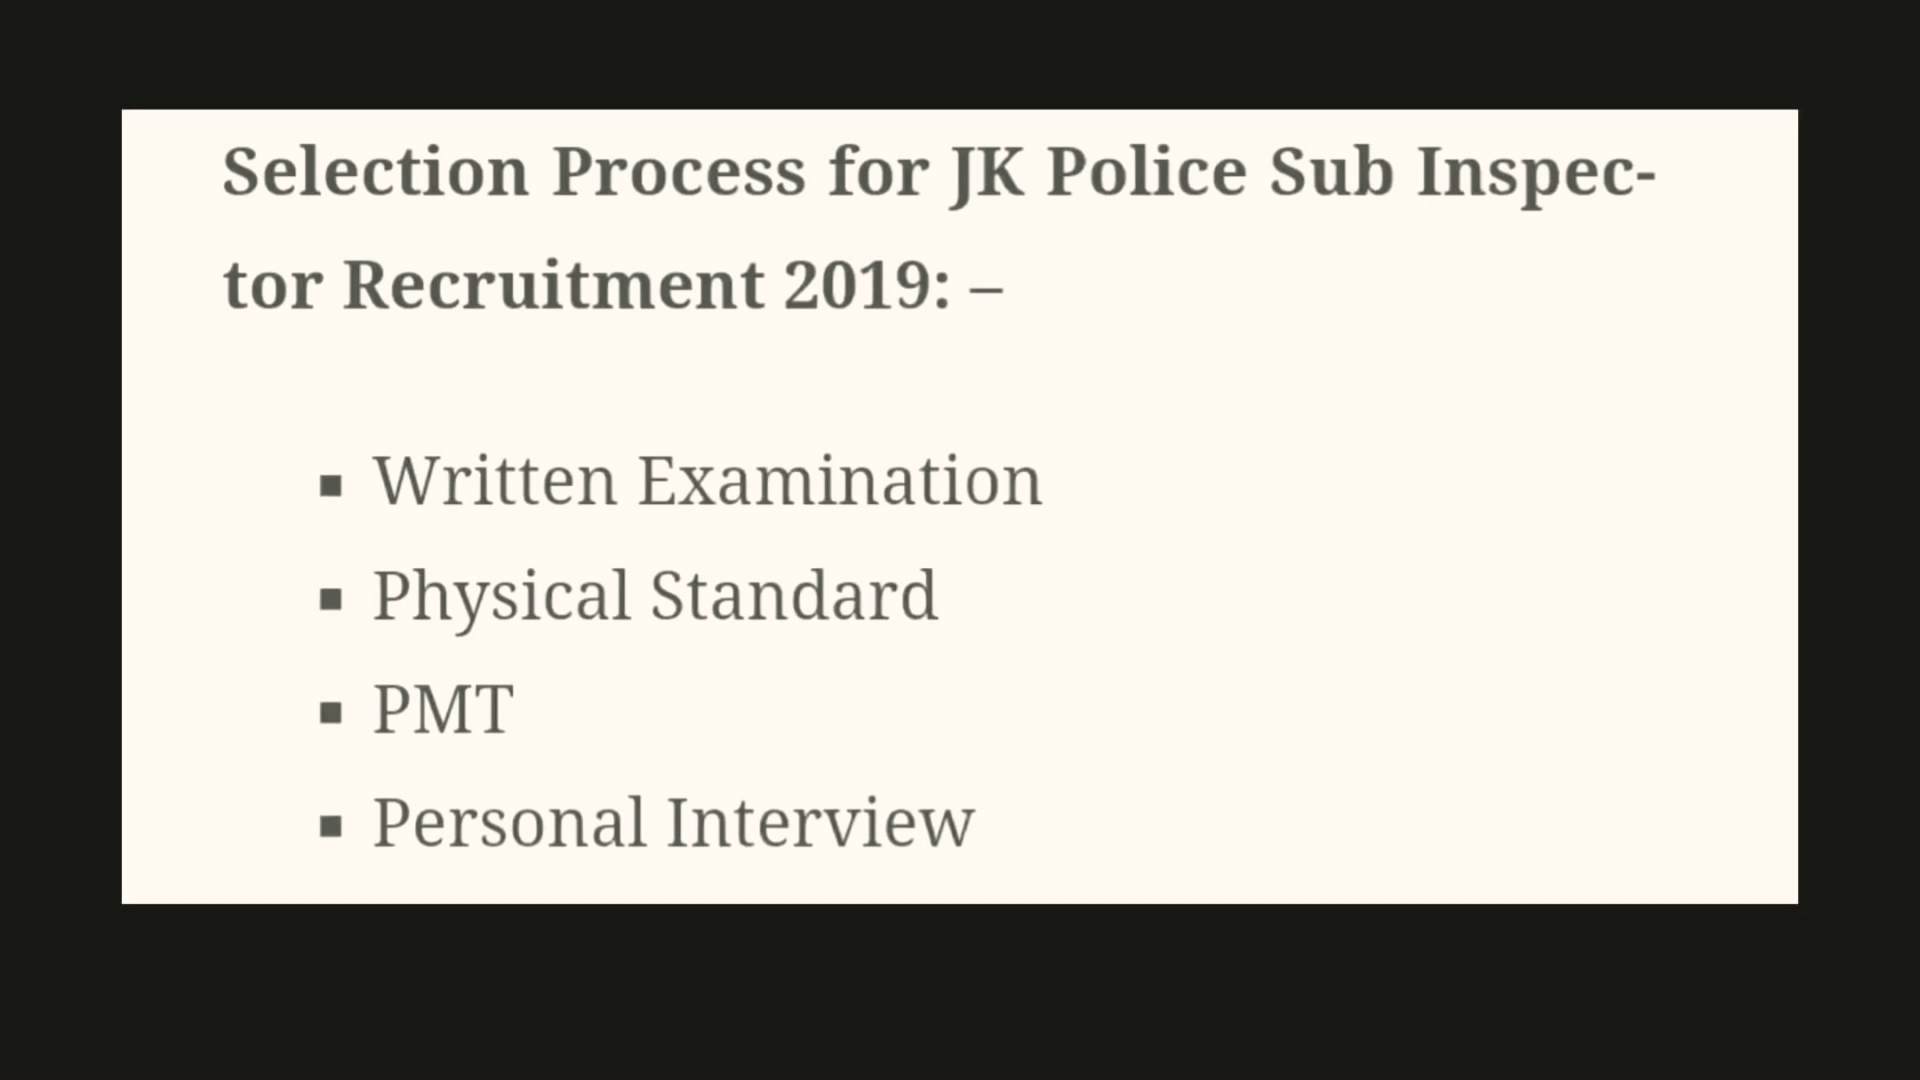 Selection Process for JK Police Sub Inspec-
tor Recruitment 2019: –
▪ Written Examination
▪ Physical Standard
▪ PMT
▪ Personal Interview